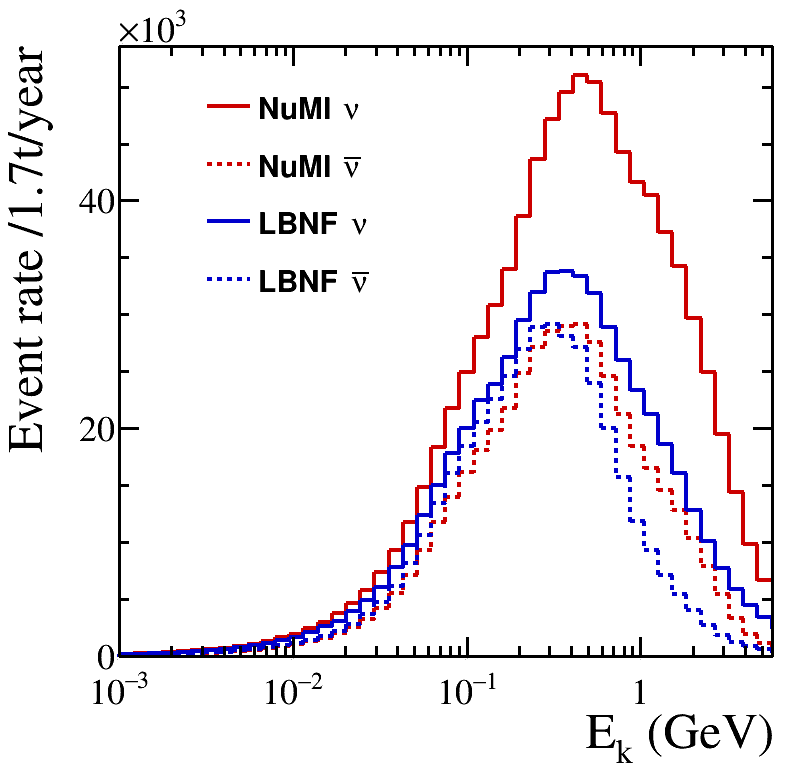 ×10³
Event rate /1.7t/year
NuMI ν
NuMI ν̅
LBNF ν
LBNF ν̅
40
20
0
10⁻³ 10⁻² 10⁻¹ 1
Eₖ (GeV)